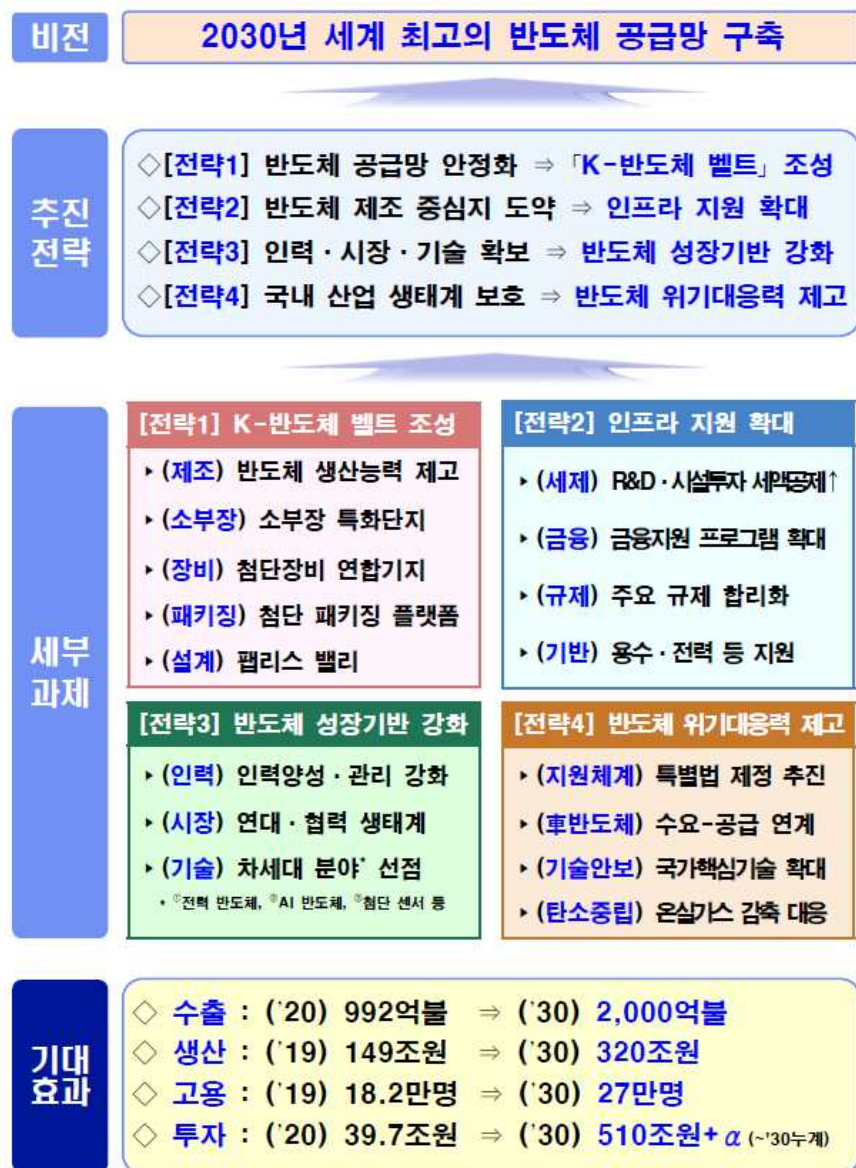 비전
2030년 세계 최고의 반도체 공급망 구축
추진
전략
◇[전략1] 반도체 공급망 안정화 ⇒ 「K-반도체 벨트」 조성
◇[전략2] 반도체 제조 중심지 도약 ⇒ 인프라 지원 확대
◇[전략3] 인력·시장·기술 확보 ⇒ 반도체 성장기반 강화
◇[전략4] 국내 산업 생태계 보호 ⇒ 반도체 위기대응력 제고
세부
과제
[전략1] K-반도체 벨트 조성
▸(제조) 반도체 생산능력 제고
▸(소부장) 소부장 특화단지
▸(장비) 첨단장비 연합기지
▸(패키징) 첨단 패키징 플랫폼
▸(설계) 팹리스 밸리
[전략2] 인프라 지원 확대
▸(세제) R&D·시설투자 세액공제↑
▸(금융) 금융지원 프로그램 확대
▸(규제) 주요 규제 합리화
▸(기반) 용수·전력 등 지원
[전략3] 반도체 성장기반 강화
▸(인력) 인력양성·관리 강화
▸(시장) 연대·협력 생태계
▸(기술) 차세대 분야* 선점
* ①전력 반도체, ②AI 반도체, ③첨단 센서 등
[전략4] 반도체 위기대응력 제고
▸(지원체계) 특별법 제정 추진
▸(車반도체) 수요-공급 연계
▸(기술안보) 국가핵심기술 확대
▸(탄소중립) 온실가스 감축 대응
기대
효과
◇ 수출 : ('20) 992억불 ⇒ ('30) 2,000억불
◇ 생산 : ('19) 149조원 ⇒ ('30) 320조원
◇ 고용 : ('19) 18.2만명 ⇒ ('30) 27만명
◇ 투자 : ('20) 39.7조원 ⇒ ('30) 510조원+α (~'30누계)